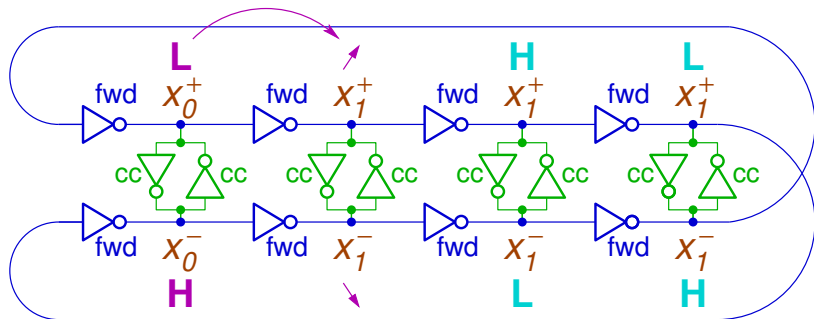 L H L
fwd x₀⁺ fwd x₁⁺ fwd x₁⁺ fwd x₁⁺
cc cc cc cc cc cc cc cc
fwd x₀⁻ fwd x₁⁻ fwd x₁⁻ fwd x₁⁻
H L H